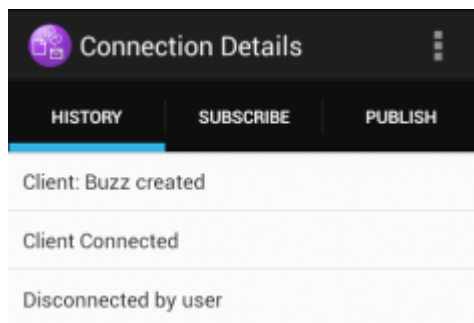 Connection Details
HISTORY SUBSCRIBE PUBLISH
Client: Buzz created
Client Connected
Disconnected by user